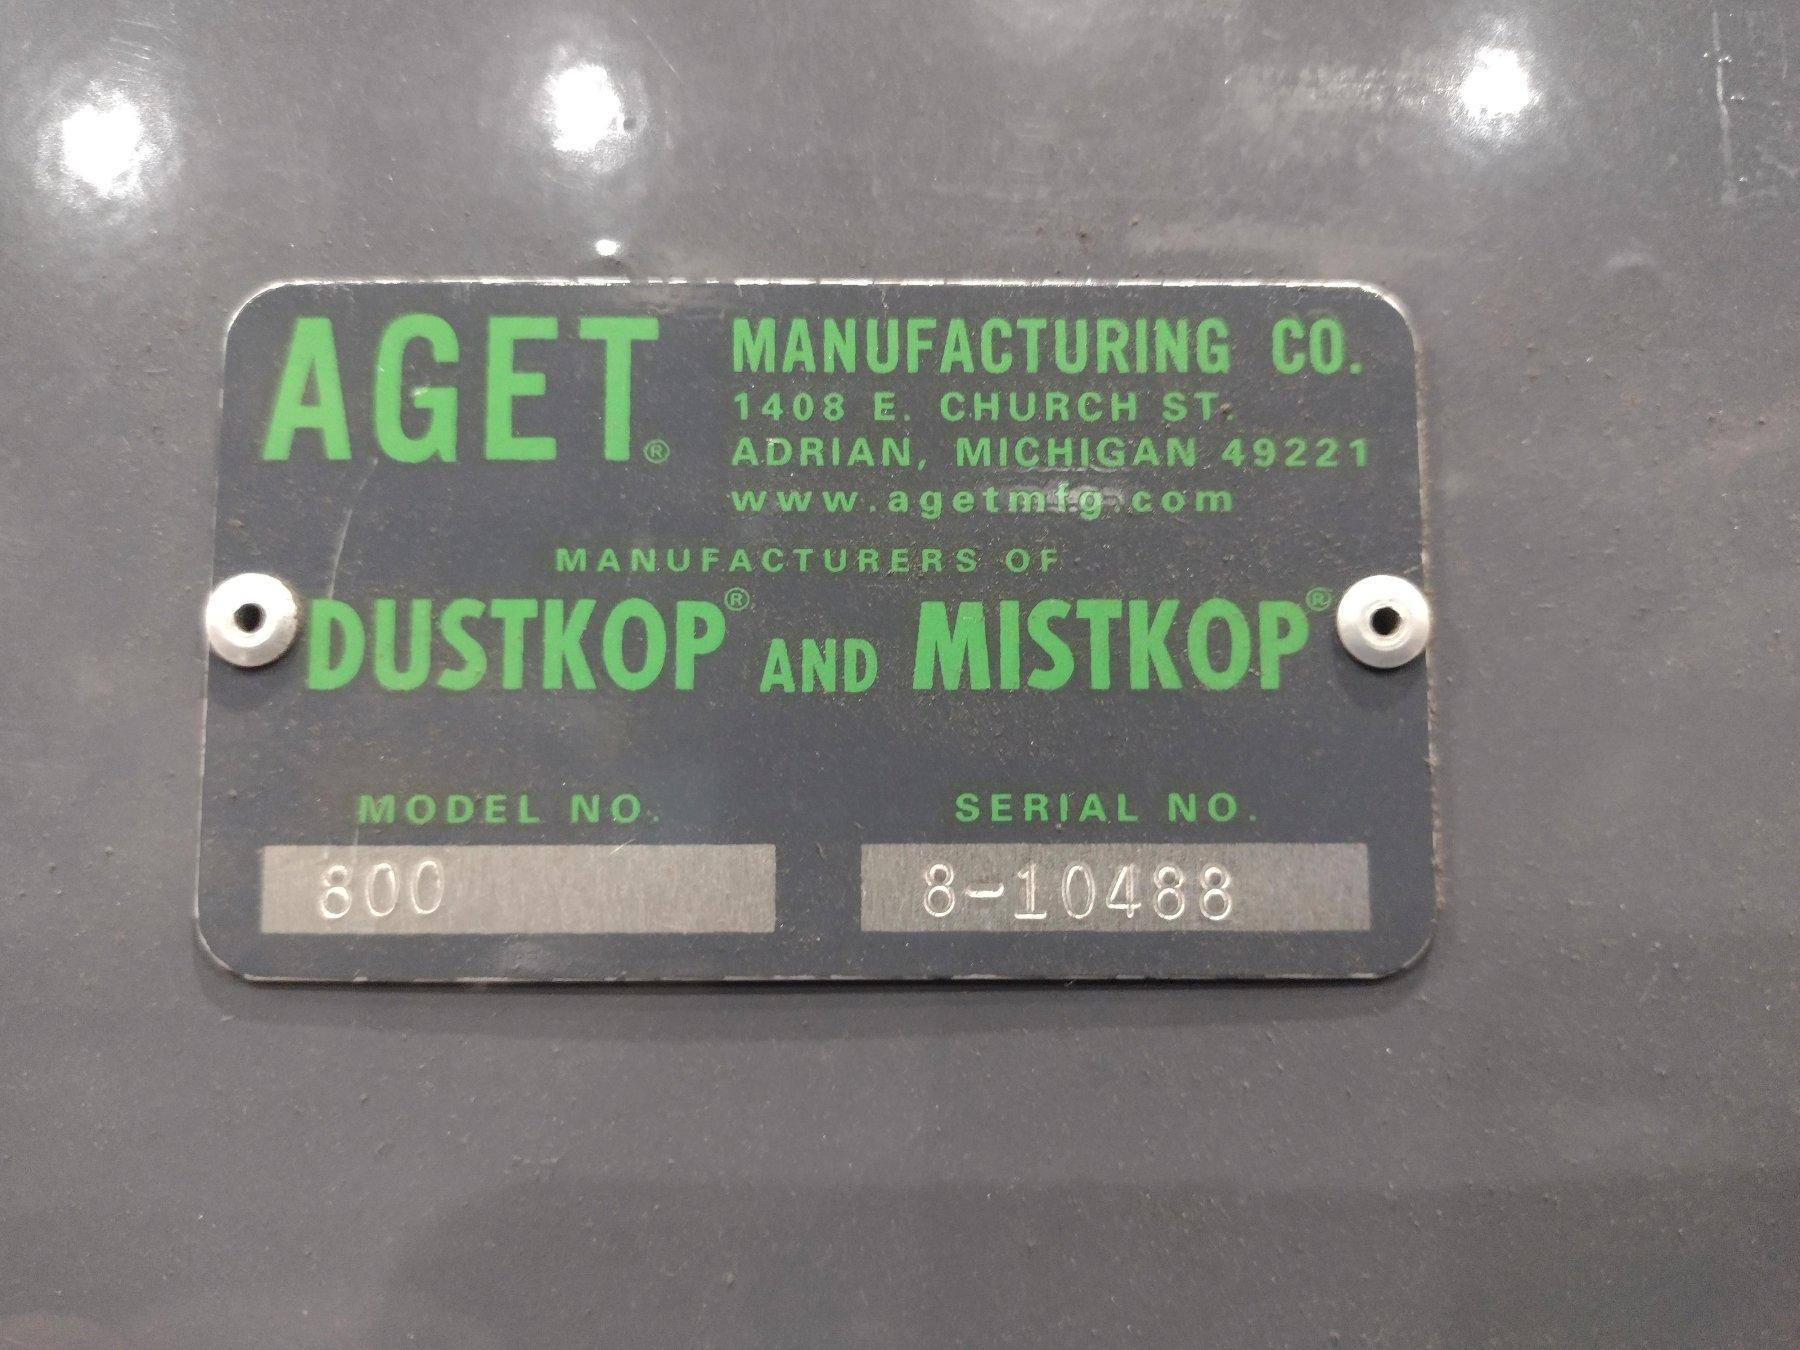 AGET® MANUFACTURING CO.
1408 E. CHURCH ST.
ADRIAN, MICHIGAN 49221
www.agetmfg.com
MANUFACTURERS OF
DUSTKOP® AND MISTKOP®
MODEL NO. SERIAL NO.
800 8-10488